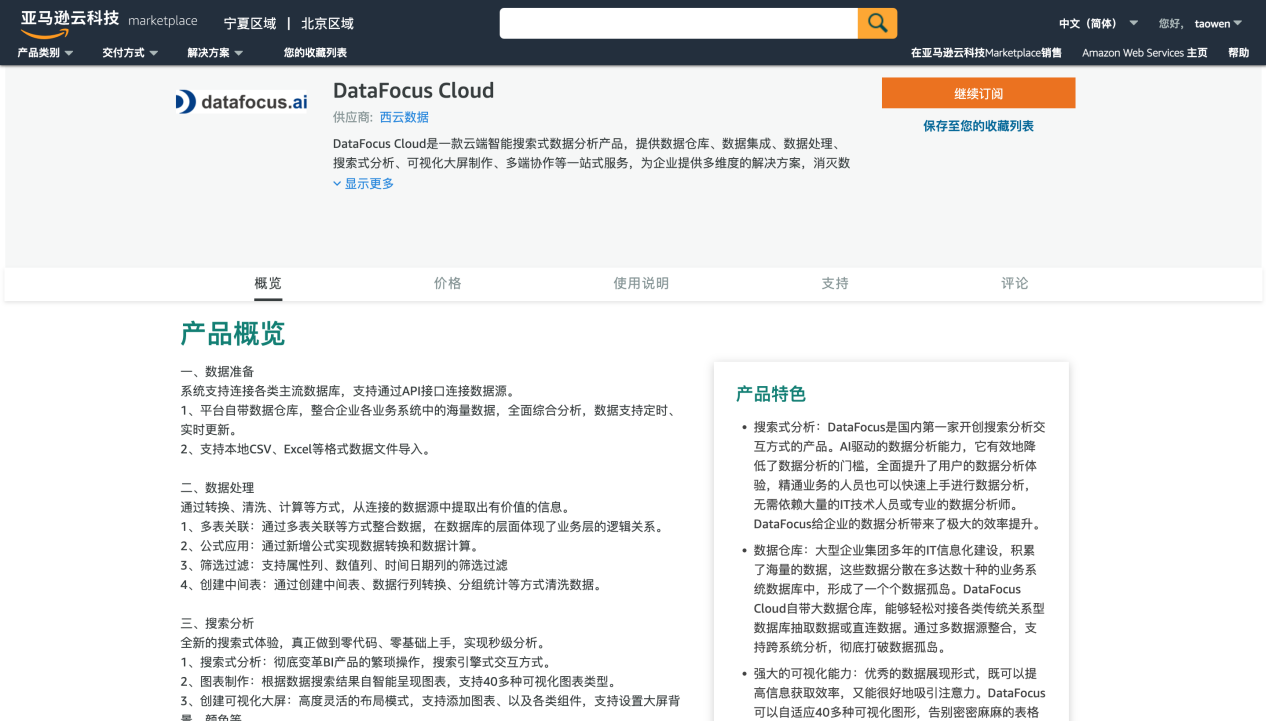 亚马逊云科技 marketplace 宁夏区域 | 北京区域
中文（简体） 您好， taowen
产品类别 交付方式 解决方案 您的收藏列表
在亚马逊云科技Marketplace销售 Amazon Web Services 主页 帮助
datafocus.ai
DataFocus Cloud
供应商: 西云数据
DataFocus Cloud是一款云端智能搜索式数据分析产品，提供数据仓库、数据集成、数据处理、
搜索式分析、可视化大屏制作、多端协作等一站式服务，为企业提供多维度的解决方案，消灭数
显示更多
继续订阅
保存至您的收藏列表
概览 价格 使用说明 支持 评论
产品概览
一、数据准备
系统支持连接各类主流数据库，支持通过API接口连接数据源。
1、平台自带数据仓库，整合企业各业务系统中的海量数据，全面综合分析，数据支持定时、
实时更新。
2、支持本地CSV、Excel等格式数据文件导入。
二、数据处理
通过转换、清洗、计算等方式，从连接的数据源中提取出有价值的信息。
1、多表关联：通过多表关联等方式整合数据，在数据库的层面体现了业务层的逻辑关系。
2、公式应用：通过新增公式实现数据转换和数据计算。
3、筛选过滤：支持属性列、数值列、时间日期列的筛选过滤
4、创建中间表：通过创建中间表、数据行列转换、分组统计等方式清洗数据。
三、搜索分析
全新的搜索式体验，真正做到零代码、零基础上手，实现秒级分析。
1、搜索式分析：彻底变革BI产品的繁琐操作，搜索引擎式交互方式。
2、图表制作：根据数据搜索结果自智能呈现图表，支持40多种可视化图表类型。
3、创建可视化大屏：高度灵活的布局模式，支持添加图表、以及各类组件，支持设置大屏背
景、颜色等
产品特色
• 搜索式分析：DataFocus是国内第一家开创搜索分析交
互方式的产品。AI驱动的数据分析能力，它有效地降
低了数据分析的门槛，全面提升了用户的数据分析体
验，精通业务的人员也可以快速上手进行数据分析，
无需依赖大量的IT技术人员或专业的数据分析师。
DataFocus给企业的数据分析带来了极大的效率提升。
• 数据仓库：大型企业集团多年的IT信息化建设，积累
了海量的数据，这些数据分散在多达数十种的业务系
统数据库中，形成了一个个数据孤岛。DataFocus
Cloud自带大数据仓库，能够轻松对接各类传统关系型
数据库抽取数据或直连数据。通过多数据源整合，支
持跨系统分析，彻底打破数据孤岛。
• 强大的可视化能力：优秀的数据展现形式，既可以提
高信息获取效率，又能很好地吸引注意力。DataFocus
可以自适应40多种可视化图形，告别密密麻麻的表格